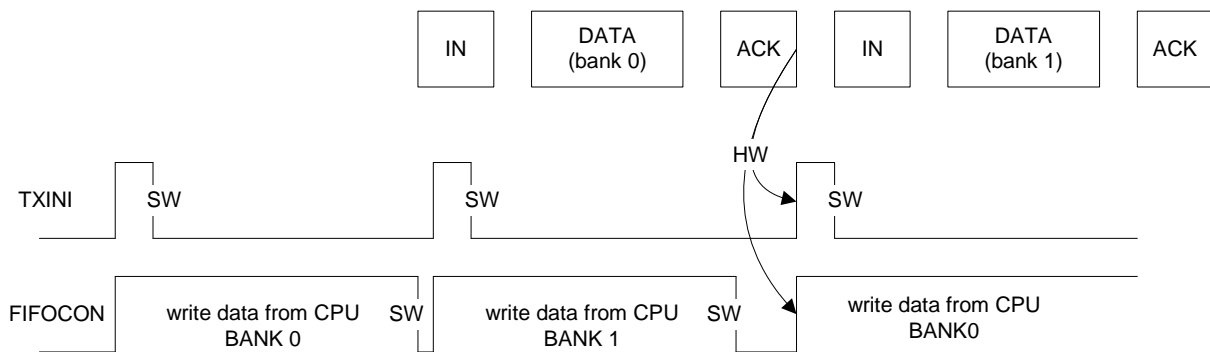 IN
DATA
(bank 0)
ACK
IN
DATA
(bank 1)
ACK
HW
TXINI
SW
SW
SW
FIFOCON
write data from CPU
BANK 0
SW
write data from CPU
BANK 1
SW
write data from CPU
BANK0